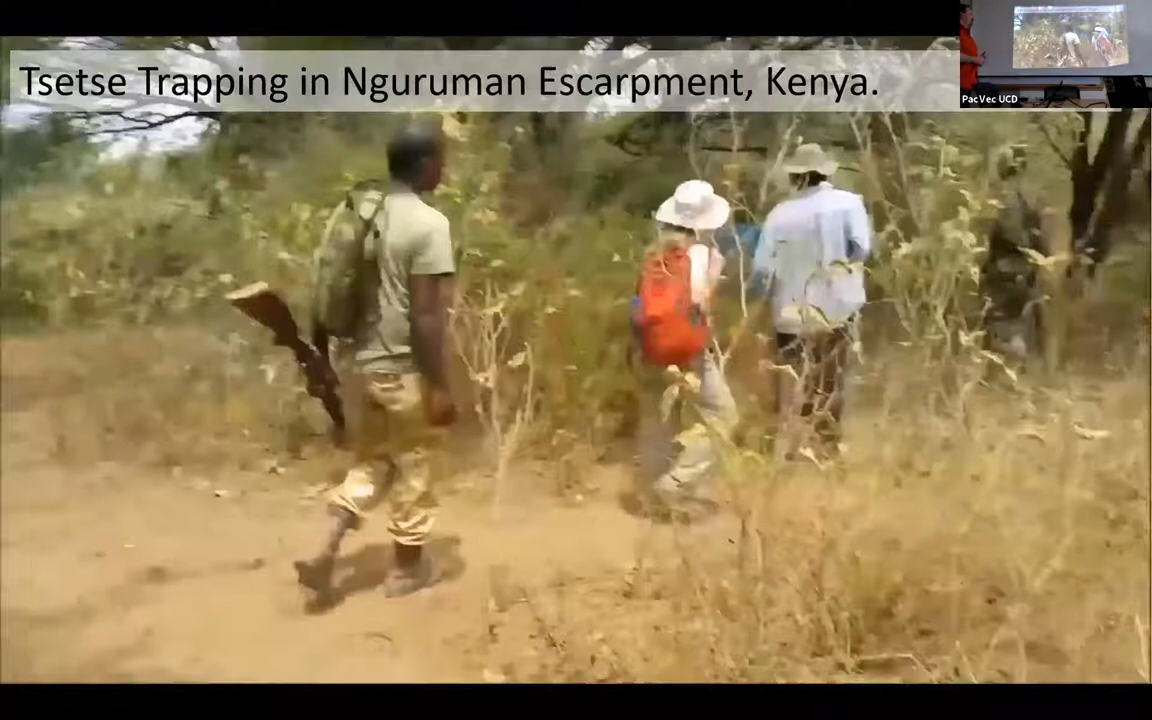 Tsetse Trapping in Nguruman Escarpment, Kenya.
PacVec UCD